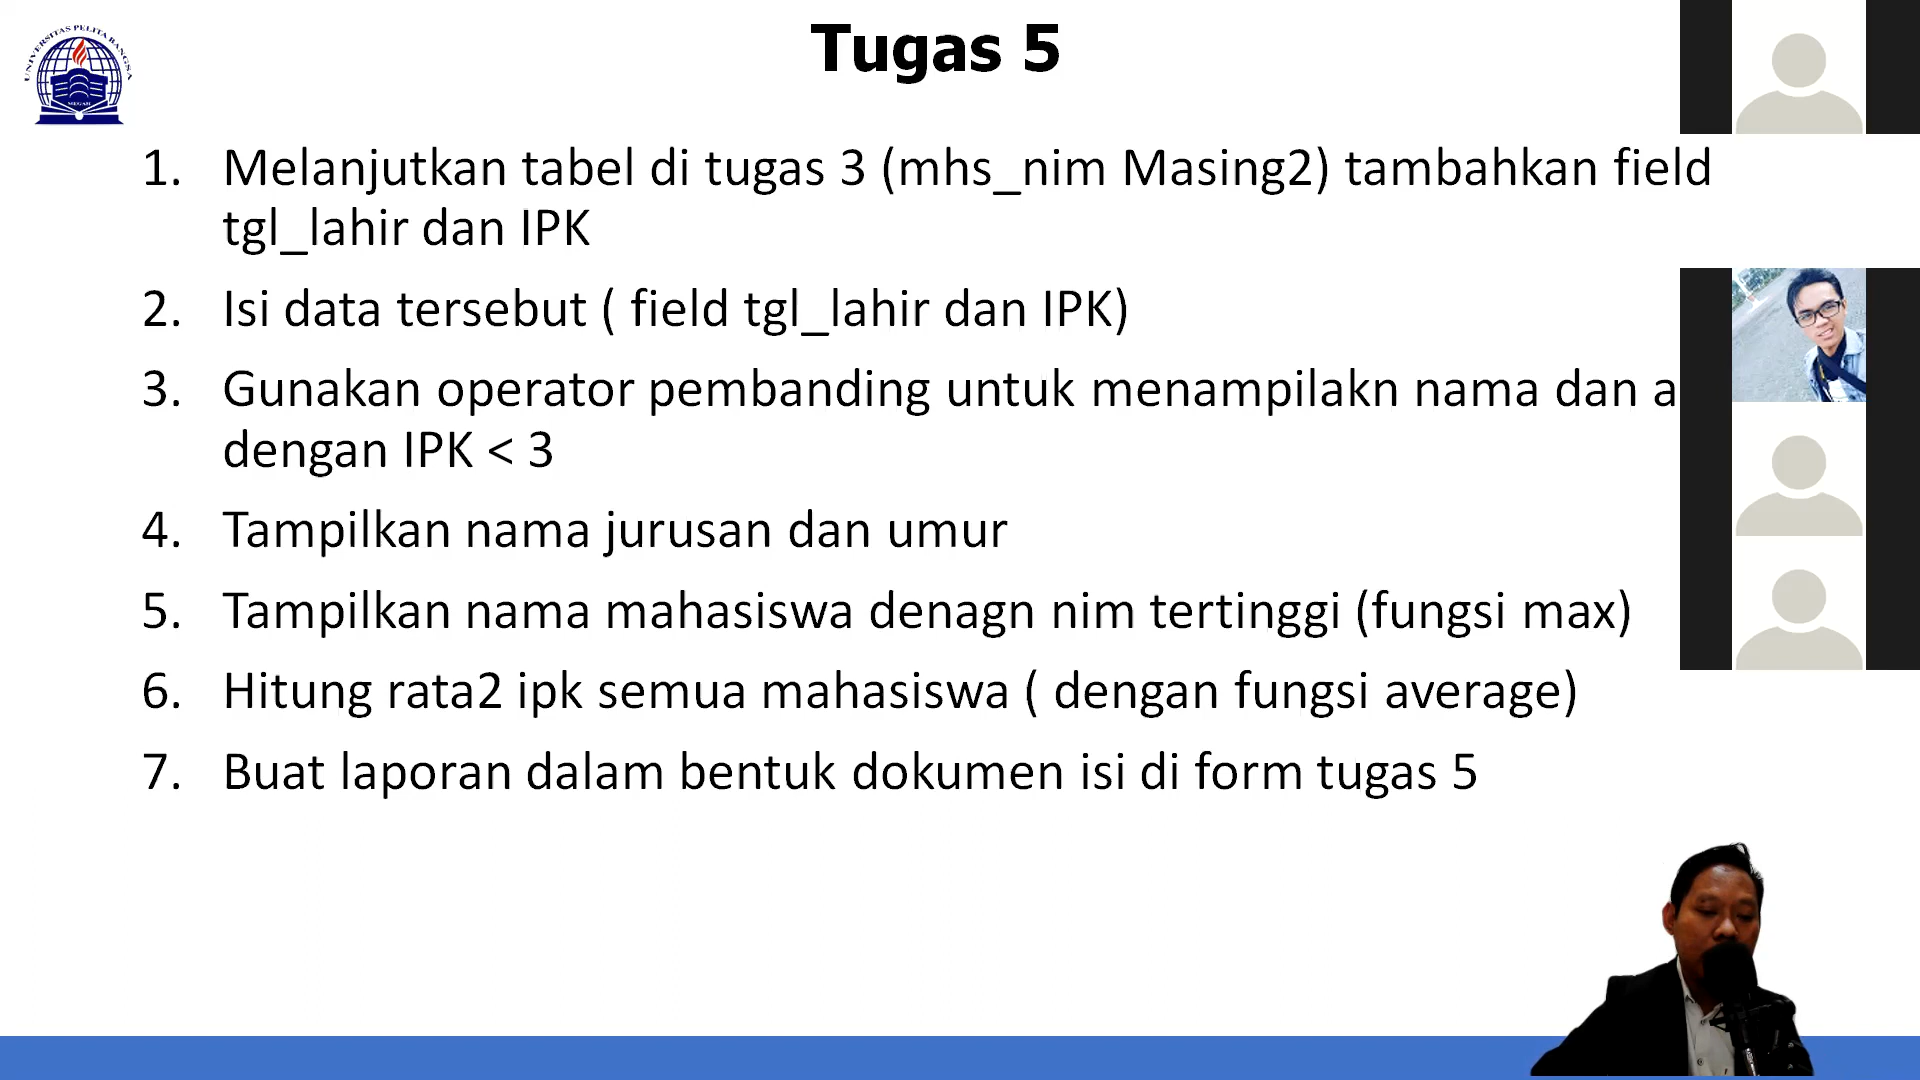 UNIVERSITAS PELITA BANGSA
Tugas 5
1. Melanjutkan tabel di tugas 3 (mhs_nim Masing2) tambahkan field
tgl_lahir dan IPK
2. Isi data tersebut ( field tgl_lahir dan IPK)
3. Gunakan operator pembanding untuk menampilakn nama dan a
dengan IPK < 3
4. Tampilkan nama jurusan dan umur
5. Tampilkan nama mahasiswa denagn nim tertinggi (fungsi max)
6. Hitung rata2 ipk semua mahasiswa ( dengan fungsi average)
7. Buat laporan dalam bentuk dokumen isi di form tugas 5